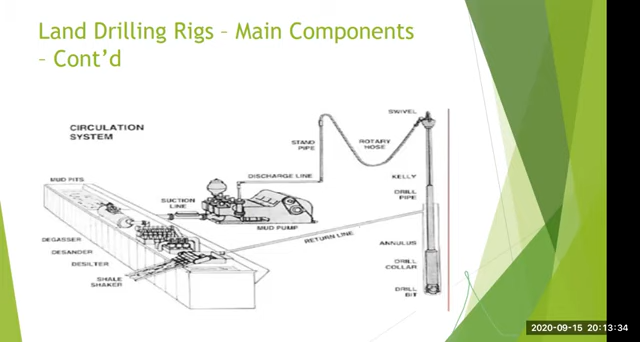 Land Drilling Rigs – Main Components
– Cont'd
CIRCULATION
SYSTEM
SWIVEL
STAND
PIPE
ROTARY
HOSE
DISCHARGE LINE
KELLY
MUD PITS
SUCTION
LINE
DRILL
PIPE
MUD PUMP
RETURN LINE
DEGASSER
ANNULUS
DESANDER
DESILTER
DRILL
COLLAR
SHALE
SHAKER
DRILL
BIT
2020-09-15 20:13:34